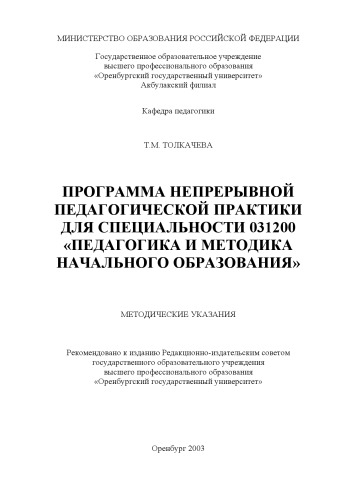 МИНИСТЕРСТВО ОБРАЗОВАНИЯ РОССИЙСКОЙ ФЕДЕРАЦИИ
Государственное образовательное учреждение
высшего профессионального образования
«Оренбургский государственный университет»
Акбулакский филиал
Кафедра педагогики
Т.М. ТОЛКАЧЕВА
ПРОГРАММА НЕПРЕРЫВНОЙ
ПЕДАГОГИЧЕСКОЙ ПРАКТИКИ
ДЛЯ СПЕЦИАЛЬНОСТИ 031200
«ПЕДАГОГИКА И МЕТОДИКА
НАЧАЛЬНОГО ОБРАЗОВАНИЯ»
МЕТОДИЧЕСКИЕ УКАЗАНИЯ
Рекомендовано к изданию Редакционно-издательским советом
государственного образовательного учреждения
высшего профессионального образования
«Оренбургский государственный университет»
Оренбург 2003